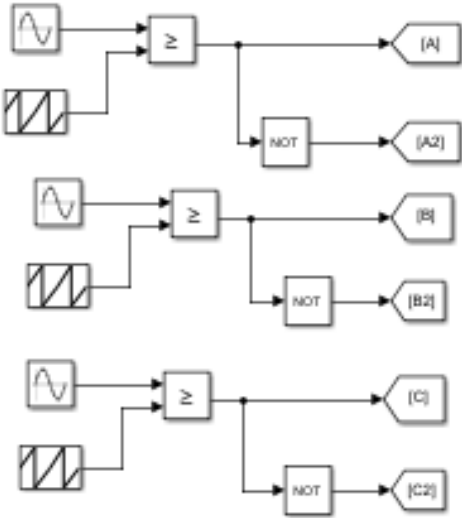 ≥
[A]
NOT
[A2]
≥
[B]
NOT
[B2]
≥
[C]
NOT
[C2]